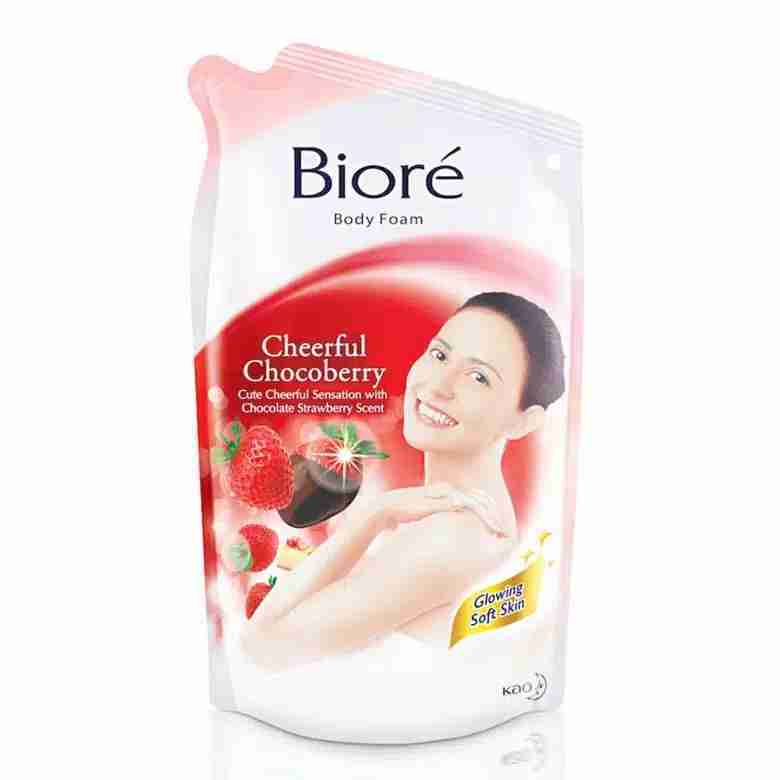 Bioré
Body Foam
Cheerful
Chocoberry
Cute Cheerful Sensation with
Chocolate Strawberry Scent
Glowing
Soft Skin
Kao